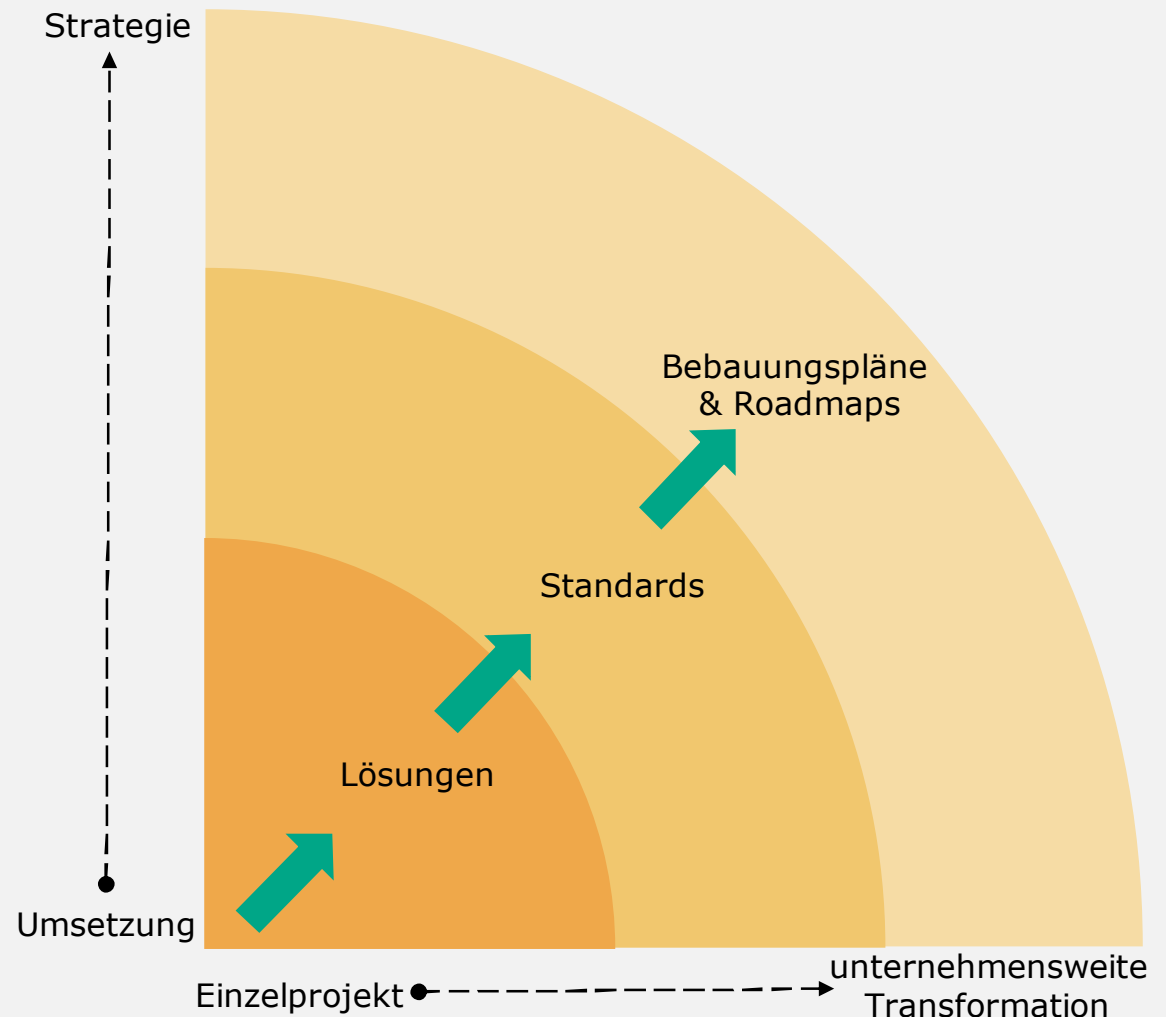 Strategie
Bebauungspläne
& Roadmaps
Standards
Lösungen
Umsetzung
Einzelprojekt
unternehmensweite
Transformation